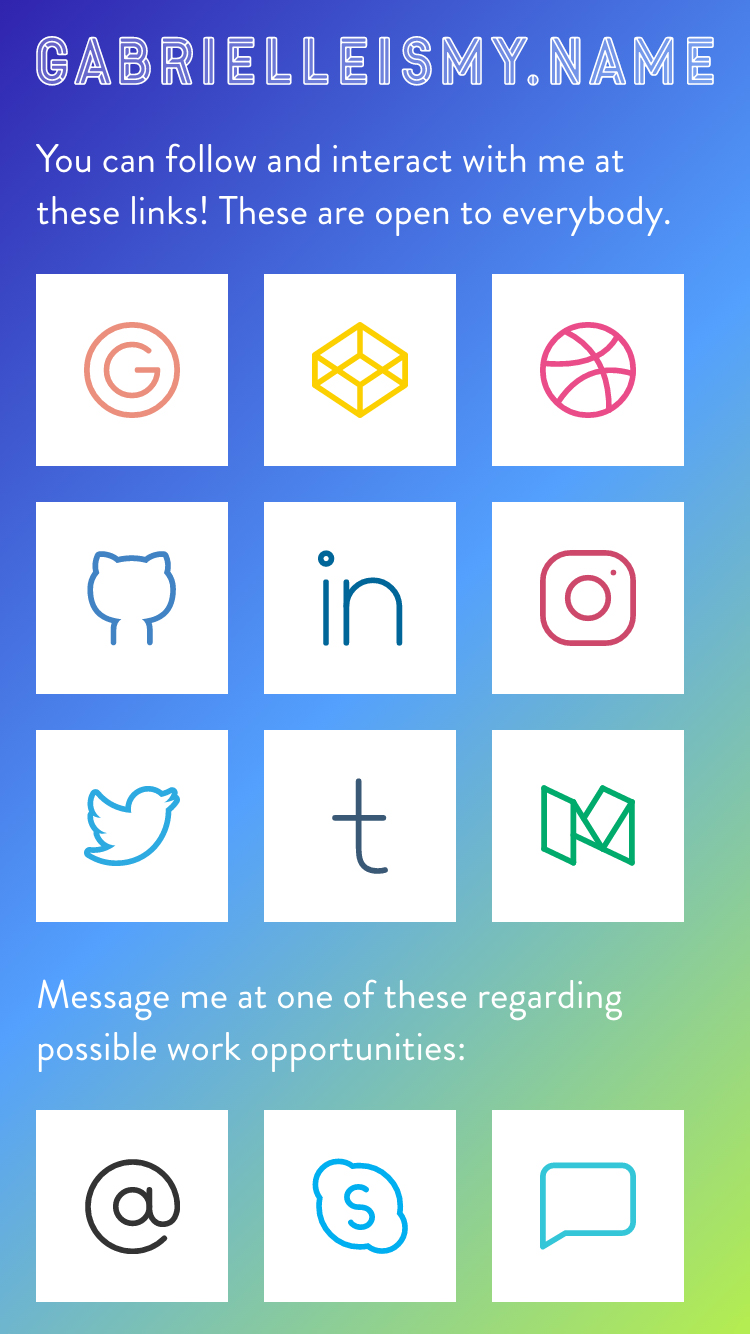 GABRIELLEISMY.NAME
You can follow and interact with me at
these links! These are open to everybody.
G
in
t
M
Message me at one of these regarding
possible work opportunities:
@
S